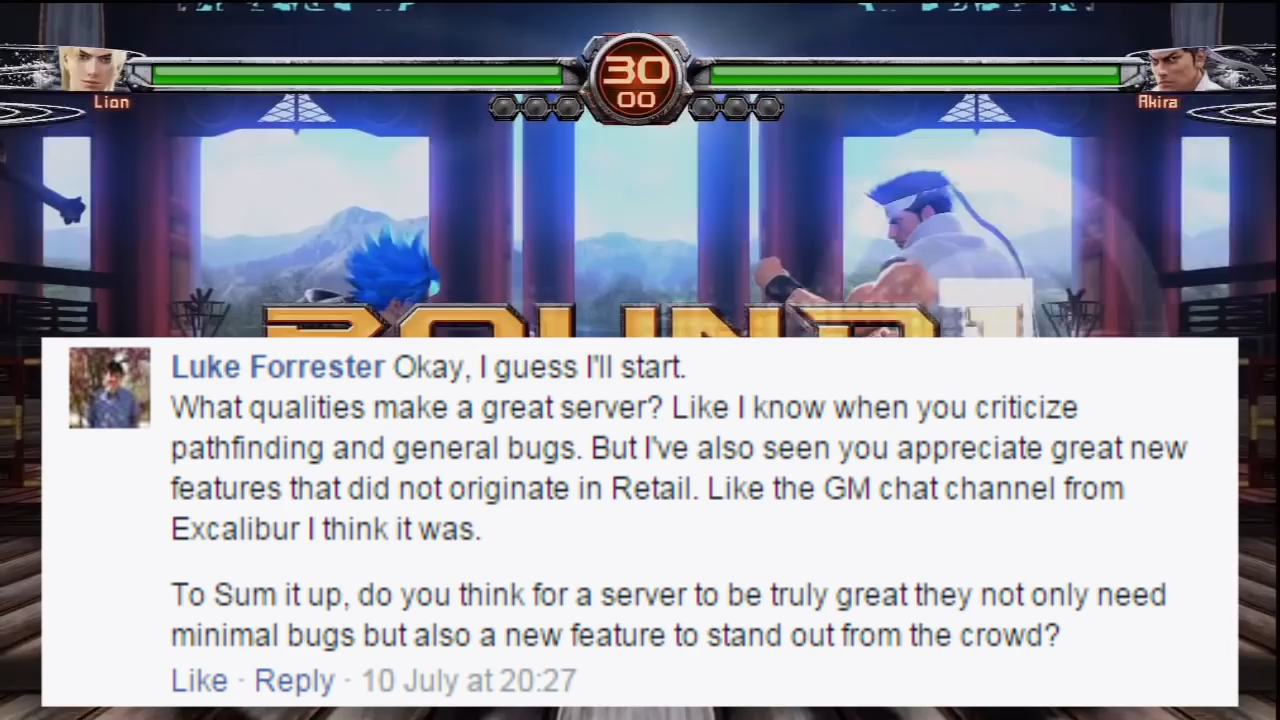 30
00
Lion
Akira
ROUND 1
Luke Forrester Okay, I guess I'll start.
What qualities make a great server? Like I know when you criticize
pathfinding and general bugs. But I've also seen you appreciate great new
features that did not originate in Retail. Like the GM chat channel from
Excalibur I think it was.
To Sum it up, do you think for a server to be truly great they not only need
minimal bugs but also a new feature to stand out from the crowd?
Like · Reply · 10 July at 20:27